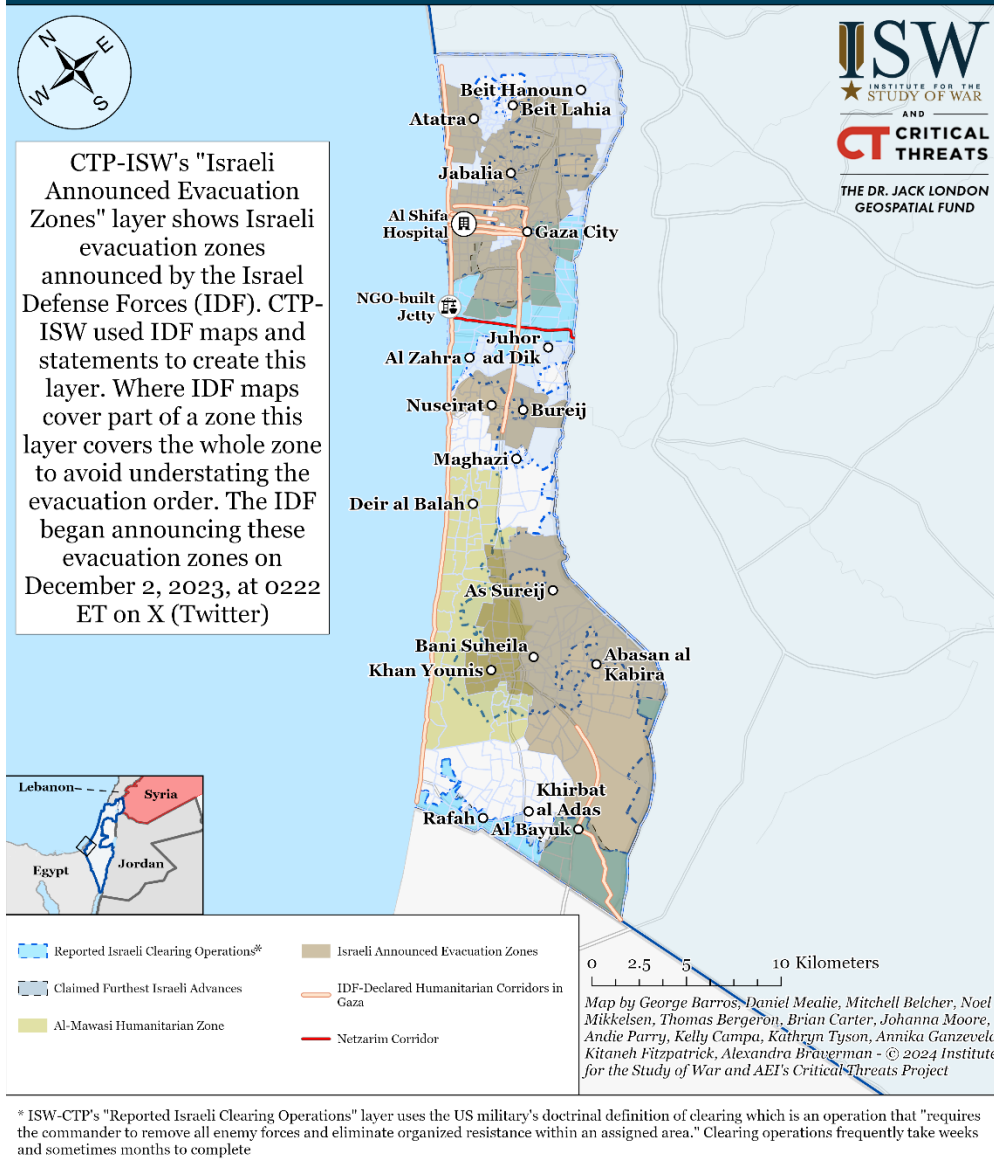 N
E
W
S
ISW
INSTITUTE FOR THE
STUDY OF WAR
AND
CT CRITICAL
THREATS
THE DR. JACK LONDON
GEOSPATIAL FUND
CTP-ISW's "Israeli
Announced Evacuation
Zones" layer shows Israeli
evacuation zones
announced by the Israel
Defense Forces (IDF). CTP-
ISW used IDF maps and
statements to create this
layer. Where IDF maps
cover part of a zone this
layer covers the whole
zone to avoid understating the
evacuation order. The IDF
began announcing these
evacuation zones on
December 2, 2023, at 0222
ET on X (Twitter)
Beit Hanoun
Beit Lahia
Atatra
Jabalia
Al Shifa
Hospital
Gaza City
NGO-built
Jetty
Juhor
ad Dik
Al Zahra
Nuseirat
Bureij
Maghazi
Deir al Balah
As Sureij
Bani Suheila
Khan Younis
Abasan al
Kabira
Khirbat
al Adas
Rafah
Al Bayuk
Lebanon
Syria
Egypt
Jordan
Reported Israeli Clearing Operations*
Claimed Furthest Israeli Advances
Al-Mawasi Humanitarian Zone
Israeli Announced Evacuation Zones
IDF-Declared Humanitarian Corridors in
Gaza
Netzarim Corridor
0 2.5 5 10 Kilometers
Map by George Barros, Daniel Mealie, Mitchell Belcher, Noel
Mikkelsen, Thomas Bergeron, Brian Carter, Johanna Moore,
Andie Parry, Kelly Campa, Kathryn Tyson, Annika Ganzeveld,
Kitaneh Fitzpatrick, Alexandra Braverman - © 2024 Institute
for the Study of War and AEI's Critical Threats Project
* ISW-CTP's "Reported Israeli Clearing Operations" layer uses the US military's doctrinal definition of clearing which is an operation that "requires
the commander to remove all enemy forces and eliminate organized resistance within an assigned area." Clearing operations frequently take weeks
and sometimes months to complete